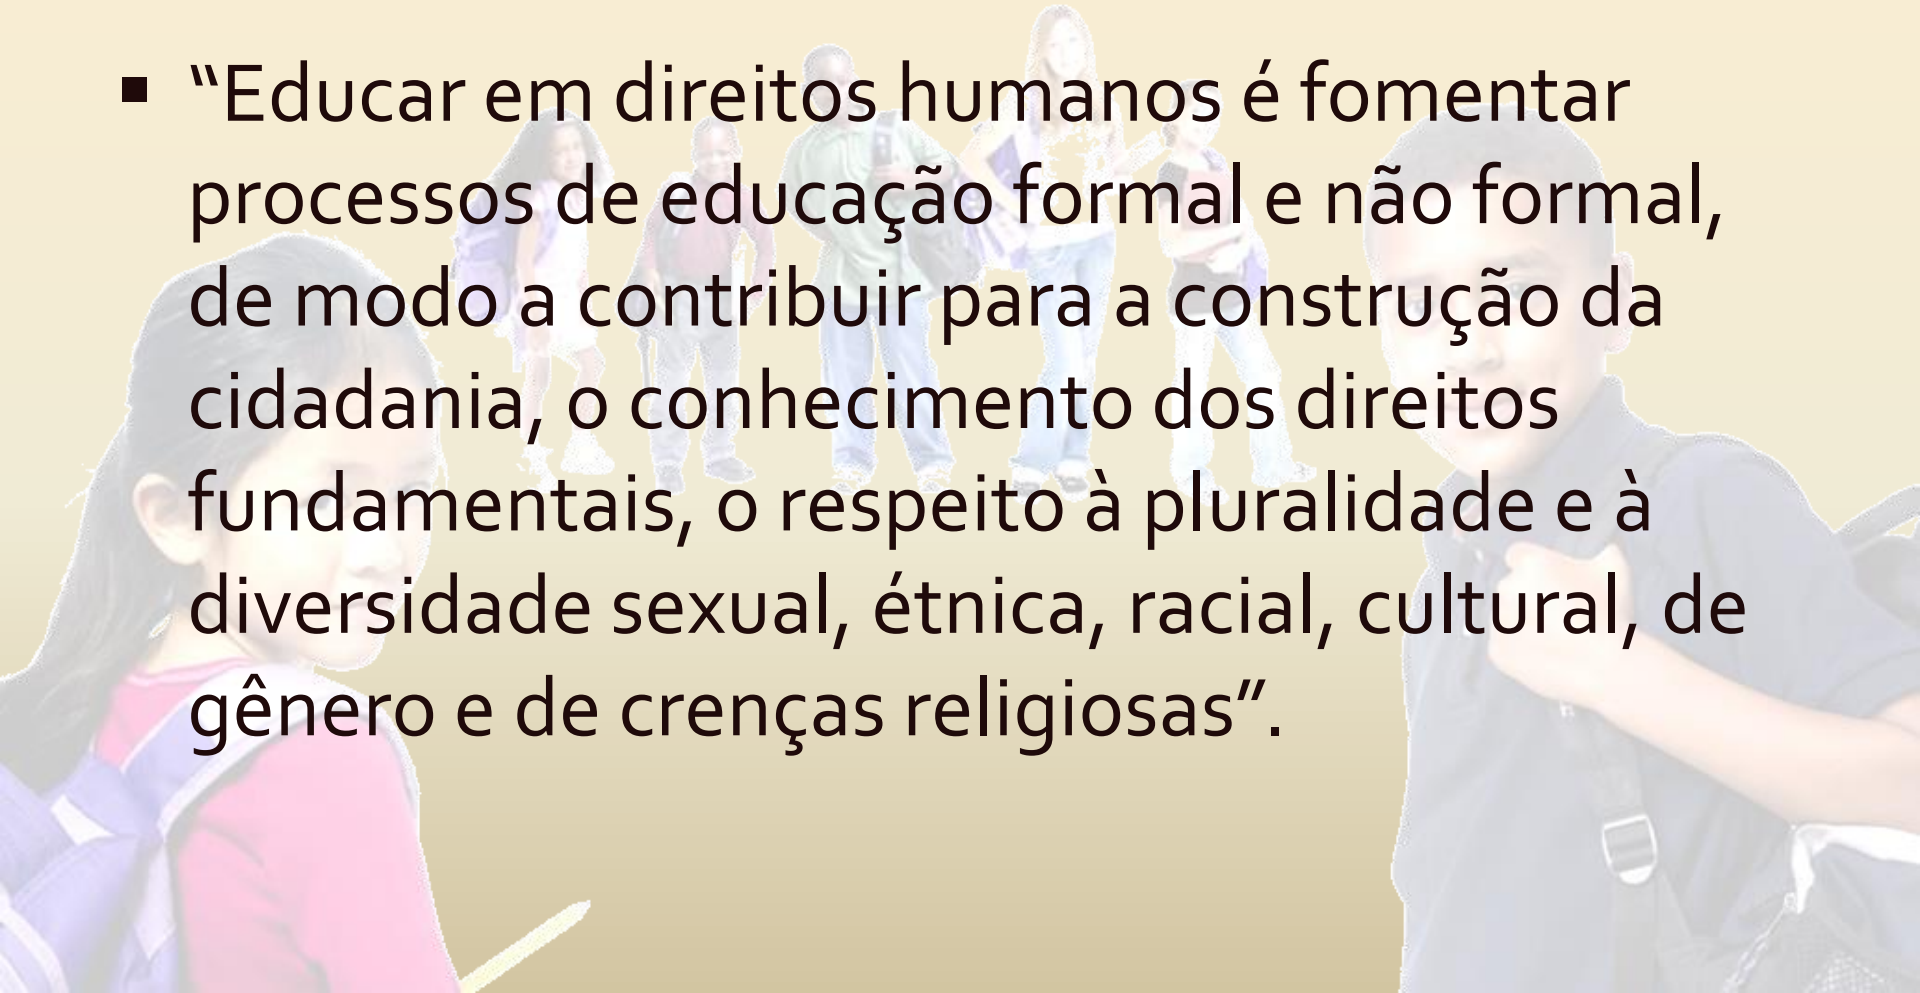 ▪ “Educar em direitos humanos é fomentar
processos de educação formal e não formal,
de modo a contribuir para a construção da
cidadania, o conhecimento dos direitos
fundamentais, o respeito à pluralidade e à
diversidade sexual, étnica, racial, cultural, de
gênero e de crenças religiosas”.